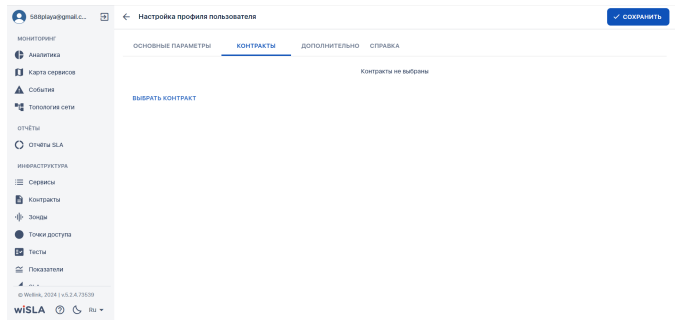 588playa@gmail.c...
Настройка профиля пользователя
СОХРАНИТЬ
МОНИТОРИНГ
Аналитика
Карта сервисов
События
Топология сети
ОТЧЁТЫ
Отчёты SLA
ИНФРАСТРУКТУРА
Сервисы
Контракты
Зонды
Точки доступа
Тесты
Показатели
© Wellink, 2024 | v.5.2.4.73539
wiSLA
Ru
ОСНОВНЫЕ ПАРАМЕТРЫ
КОНТРАКТЫ
ДОПОЛНИТЕЛЬНО
СПРАВКА
Контракты не выбраны
ВЫБРАТЬ КОНТРАКТ